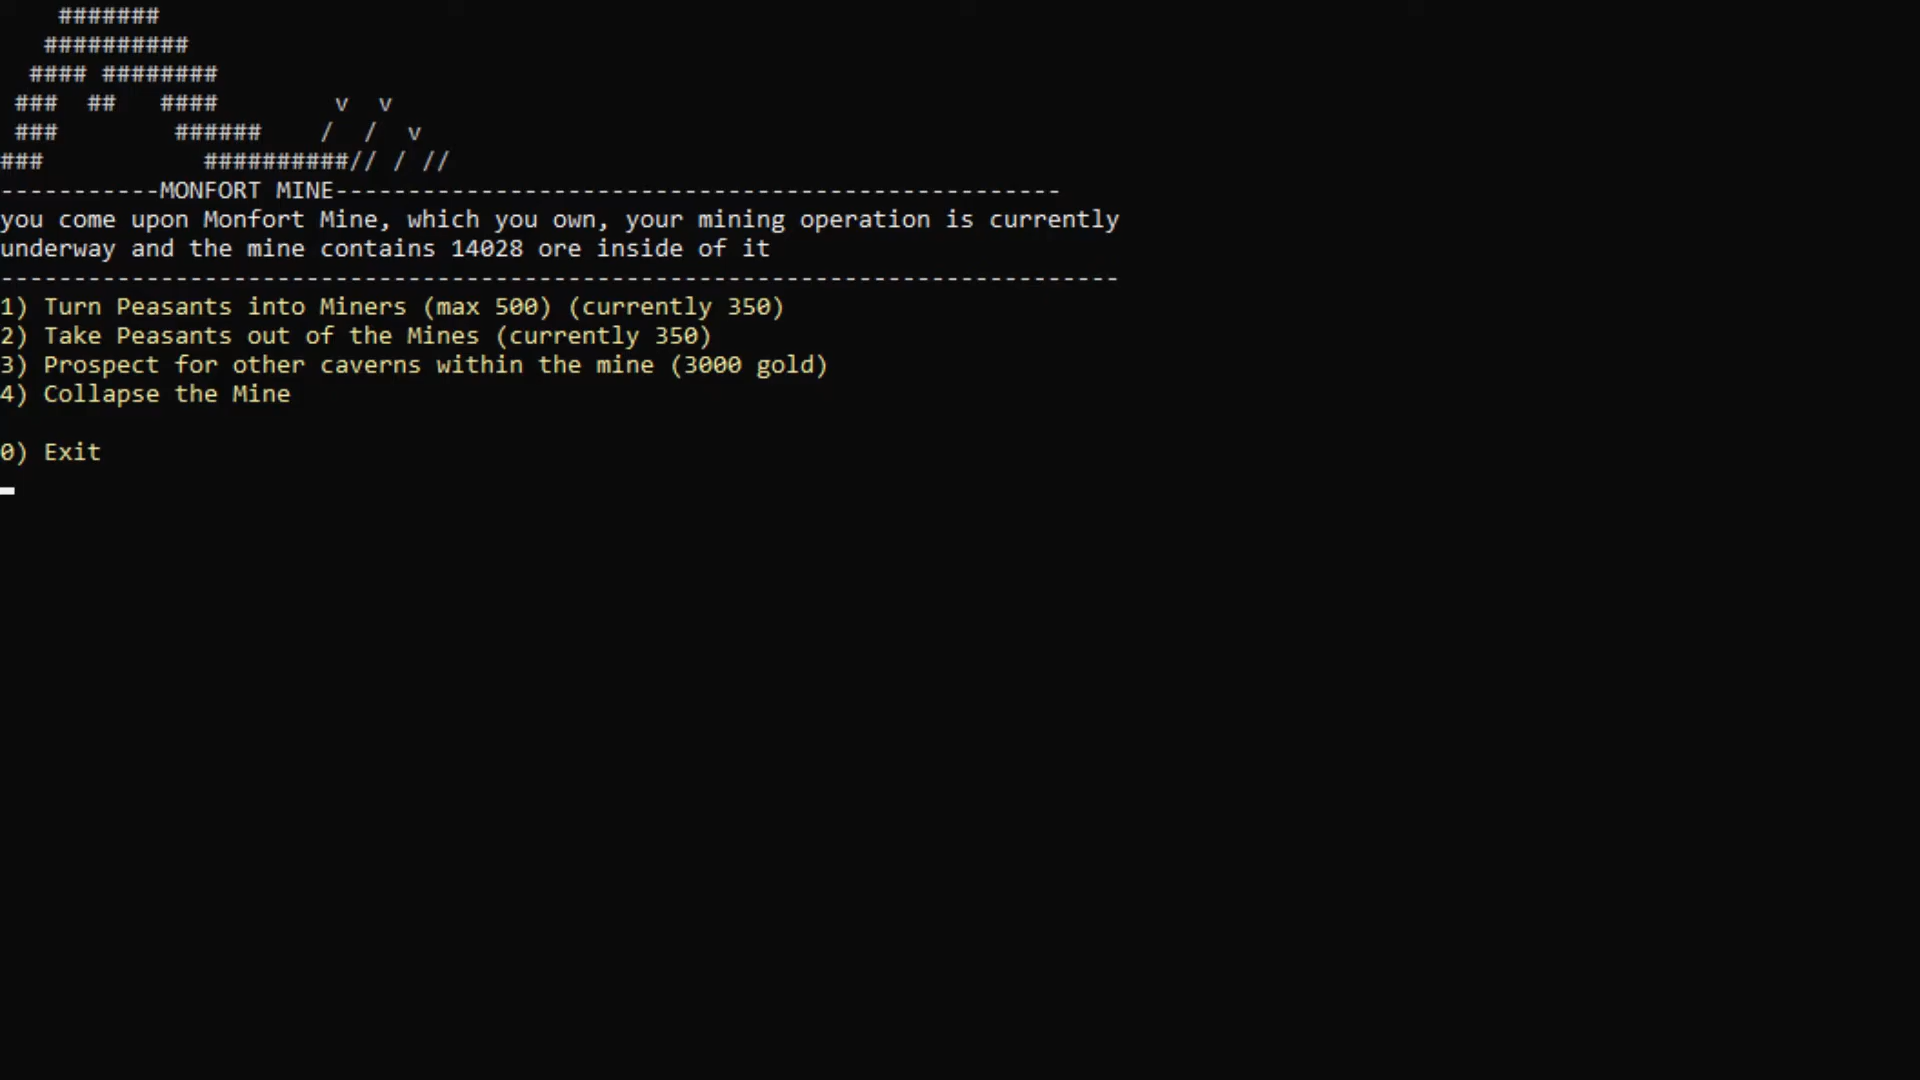 #######
   ##########
  #### ########
 ###  ##   ####        v  v
 ###        ######    /  /  v
###           ##########// / //
-----------MONFORT MINE--------------------------------------------------
you come upon Monfort Mine, which you own, your mining operation is currently
underway and the mine contains 14028 ore inside of it
-----------------------------------------------------------------------------
1) Turn Peasants into Miners (max 500) (currently 350)
2) Take Peasants out of the Mines (currently 350)
3) Prospect for other caverns within the mine (3000 gold)
4) Collapse the Mine
0) Exit